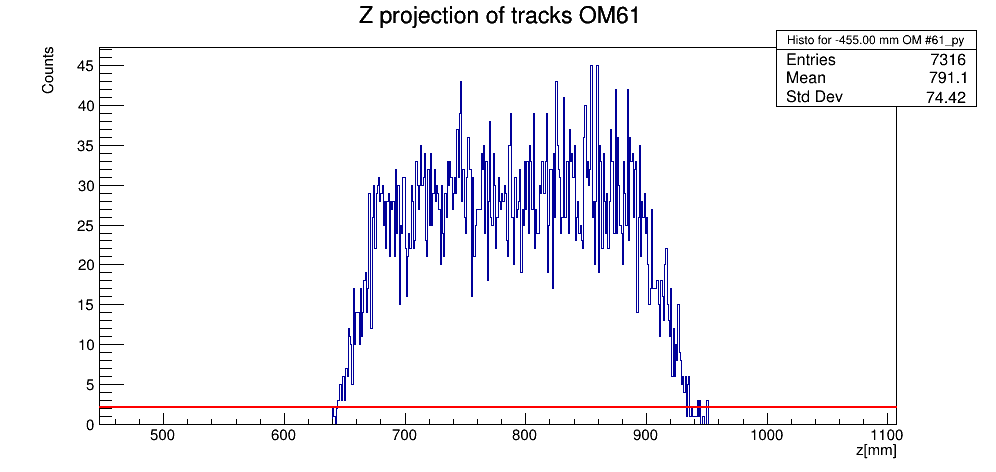 Z projection of tracks OM61
Histo for -455.00 mm OM #61_py
Entries 7316
Mean 791.1
Std Dev 74.42
Counts
45
40
35
30
25
20
15
10
5
0
500 600 700 800 900 1000 1100
z[mm]